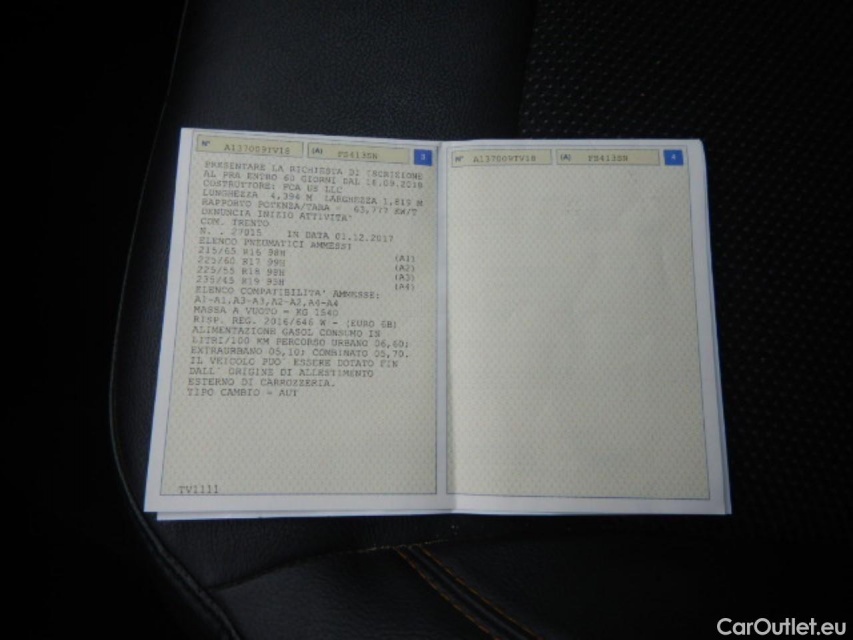 N° A137009TV18 (A) FS413SN 3
PRESENTARE LA RICHIESTA DI ISCRIZIONE
AL PRA ENTRO 60 GIORNI DAL 16.09.2018
COSTRUTTORE: FCA US LLC
LUNGHEZZA 4,394 M LARGHEZZA 1,819 M
RAPPORTO POTENZA/TARA = 63,777 KW/T
DENUNCIA INIZIO ATTIVITA'
COM. TRENTO
N. . 27015 IN DATA 01.12.2017
ELENCO PNEUMATICI AMMESSI
215/65 R16 98H (A1)
225/60 R17 99H (A2)
225/55 R18 98H (A3)
235/45 R19 95H (A4)
ELENCO COMPATIBILITA' AMMESSE:
A1-A1,A3-A3,A2-A2,A4-A4
MASSA A VUOTO = KG 1540
RISP. REG. 2016/646 W - (EURO 6B)
ALIMENTAZIONE GASOL CONSUMO IN
LITRI/100 KM PERCORSO URBANO 06,60;
EXTRAURBANO 05,10; COMBINATO 05,70.
IL VEICOLO PUO' ESSERE DOTATO FIN
DALL' ORIGINE DI ALLESTIMENTO
ESTERNO DI CARROZZERIA.
TIPO CAMBIO = AUT
TV1111
N° A137009TV18 (A) FS413SN 4
CarOutlet.eu